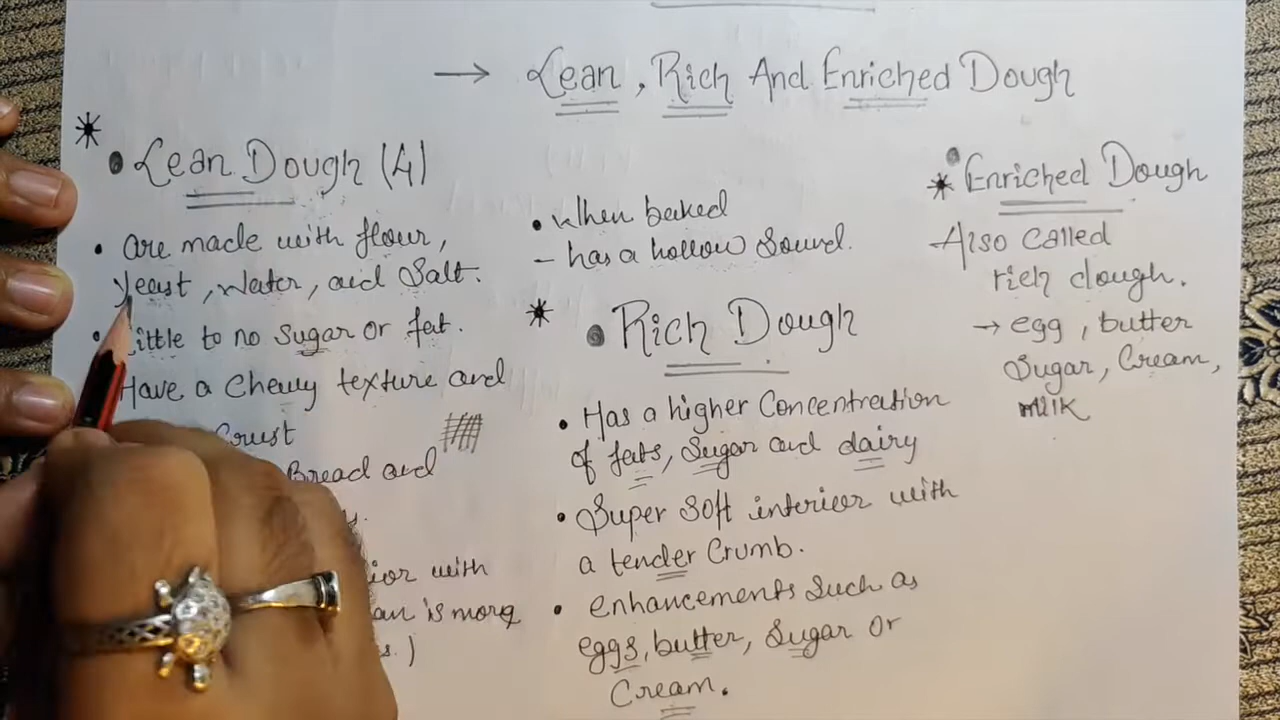 → Lean, Rich And Enriched Dough
* • Lean Dough (4)
• are made with flour,
yeast, water, and Salt.
• little to no Sugar or fat.
Have a Chewy texture and
Crust
Bread and
with
is more
• When baked
– has a hollow Sound.
* • Rich Dough
• Has a higher Concentration
of fats, Sugar and dairy
• Super Soft interior with
a tender Crumb.
• enhancements Such as
eggs, butter, Sugar or
Cream.
• * Enriched Dough
Also called
rich dough.
→ egg, butter
Sugar, Cream,
milk